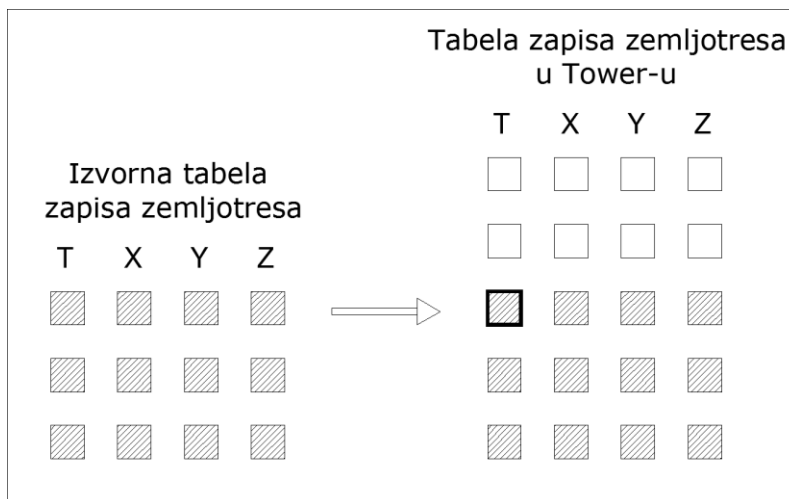 Tabela zapisa zemljotresa
u Tower-u
T X Y Z
Izvorna tabela
zapisa zemljotresa
T X Y Z